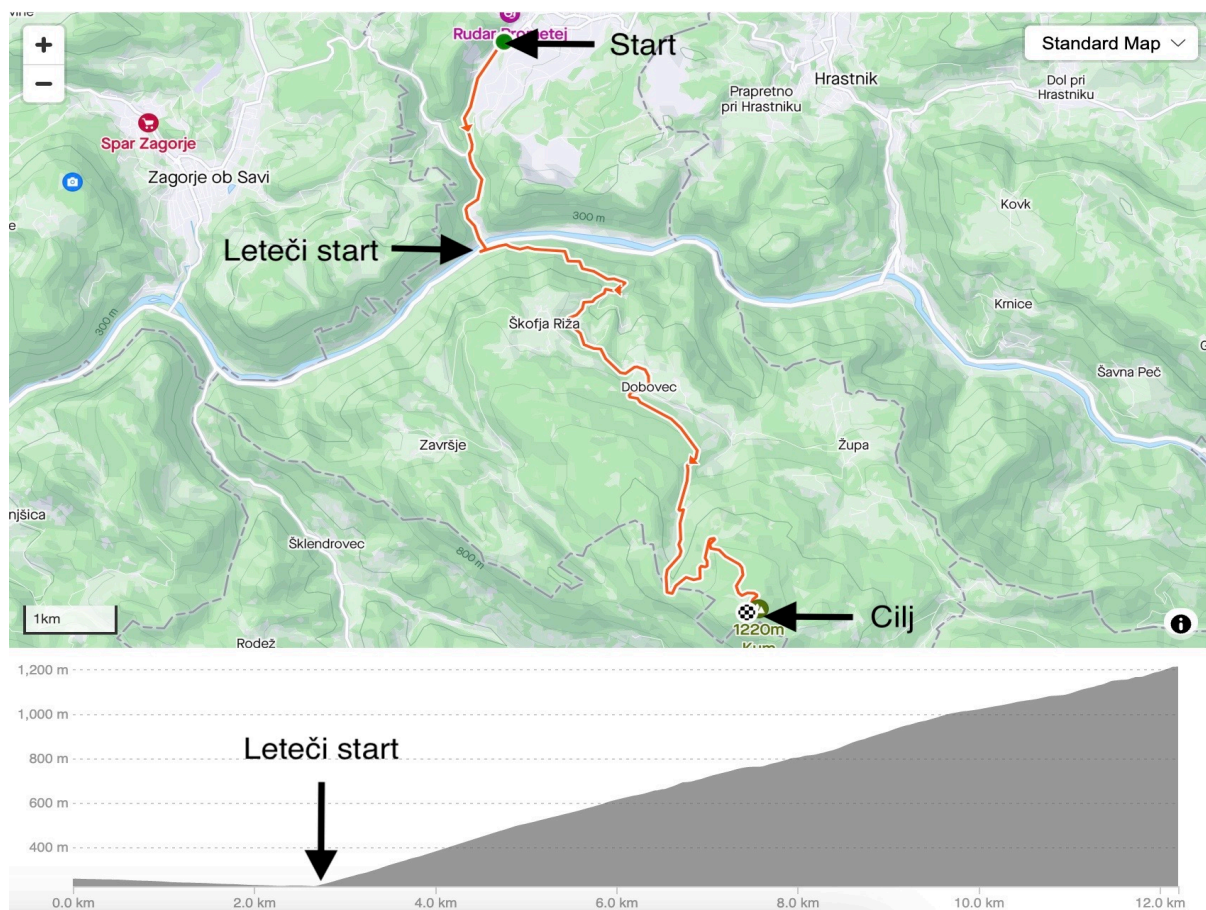 vine
Rudar Prometej
Start
Standard Map
+
−
Hrastnik
Dol pri
Hrastniku
Prapretno
pri Hrastniku
Spar Zagorje
Zagorje ob Savi
Kovk
300 m
Leteči start
300 m
Krnice
Škofja Riža
Šavna Peč
Dobovec
Završje
Župa
njšica
Šklendrovec
800 m
1km
Cilj
1220m
Kum
Rodež
1,200 m
1,000 m
Leteči start
800 m
600 m
400 m
0.0 km
2.0 km
4.0 km
6.0 km
8.0 km
10.0 km
12.0 km